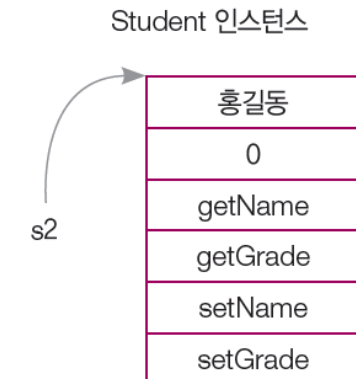 Student 인스턴스
홍길동
0
getName
s2
getGrade
setName
setGrade